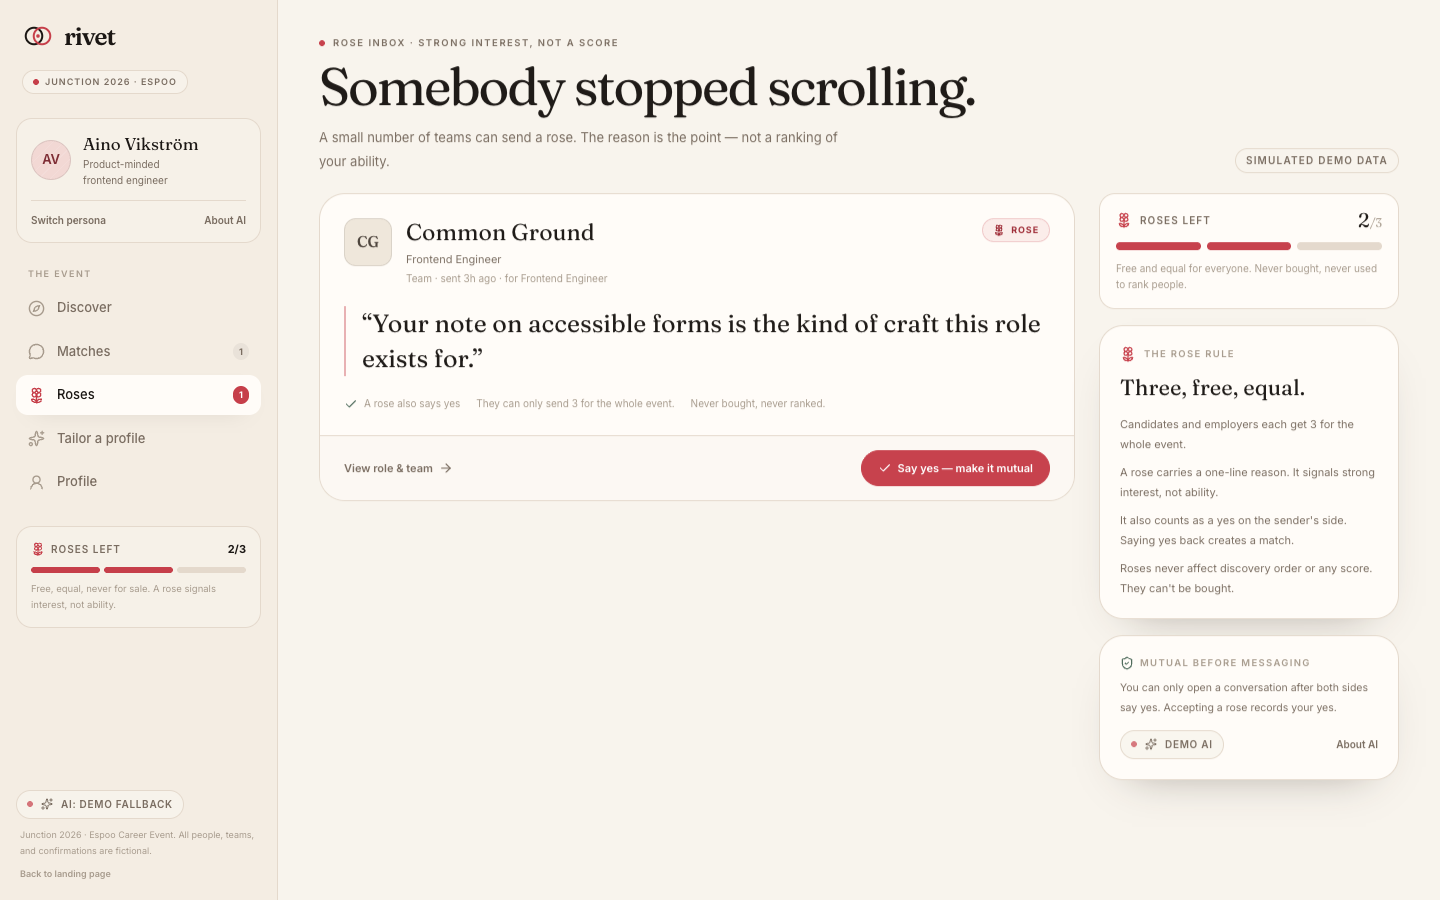 rivet
JUNCTION 2026 · ESPOO
AV
Aino Vikström
Product-minded
frontend engineer
Switch persona
About AI
THE EVENT
Discover
Matches
1
Roses
1
Tailor a profile
Profile
ROSES LEFT
2/3
Free, equal, never for sale. A rose signals
interest, not ability.
AI: DEMO FALLBACK
Junction 2026 · Espoo Career Event. All people, teams,
and confirmations are fictional.
Back to landing page
ROSE INBOX · STRONG INTEREST, NOT A SCORE
Somebody stopped scrolling.
A small number of teams can send a rose. The reason is the point — not a ranking of
your ability.
SIMULATED DEMO DATA
CG
Common Ground
Frontend Engineer
Team · sent 3h ago · for Frontend Engineer
ROSE
“Your note on accessible forms is the kind of craft this role
exists for.”
A rose also says yes
They can only send 3 for the whole event.
Never bought, never ranked.
View role & team
Say yes — make it mutual
ROSES LEFT
2/3
Free and equal for everyone. Never bought, never used
to rank people.
THE ROSE RULE
Three, free, equal.
Candidates and employers each get 3 for the
whole event.
A rose carries a one-line reason. It signals strong
interest, not ability.
It also counts as a yes on the sender's side.
Saying yes back creates a match.
Roses never affect discovery order or any score.
They can't be bought.
MUTUAL BEFORE MESSAGING
You can only open a conversation after both sides
say yes. Accepting a rose records your yes.
DEMO AI
About AI